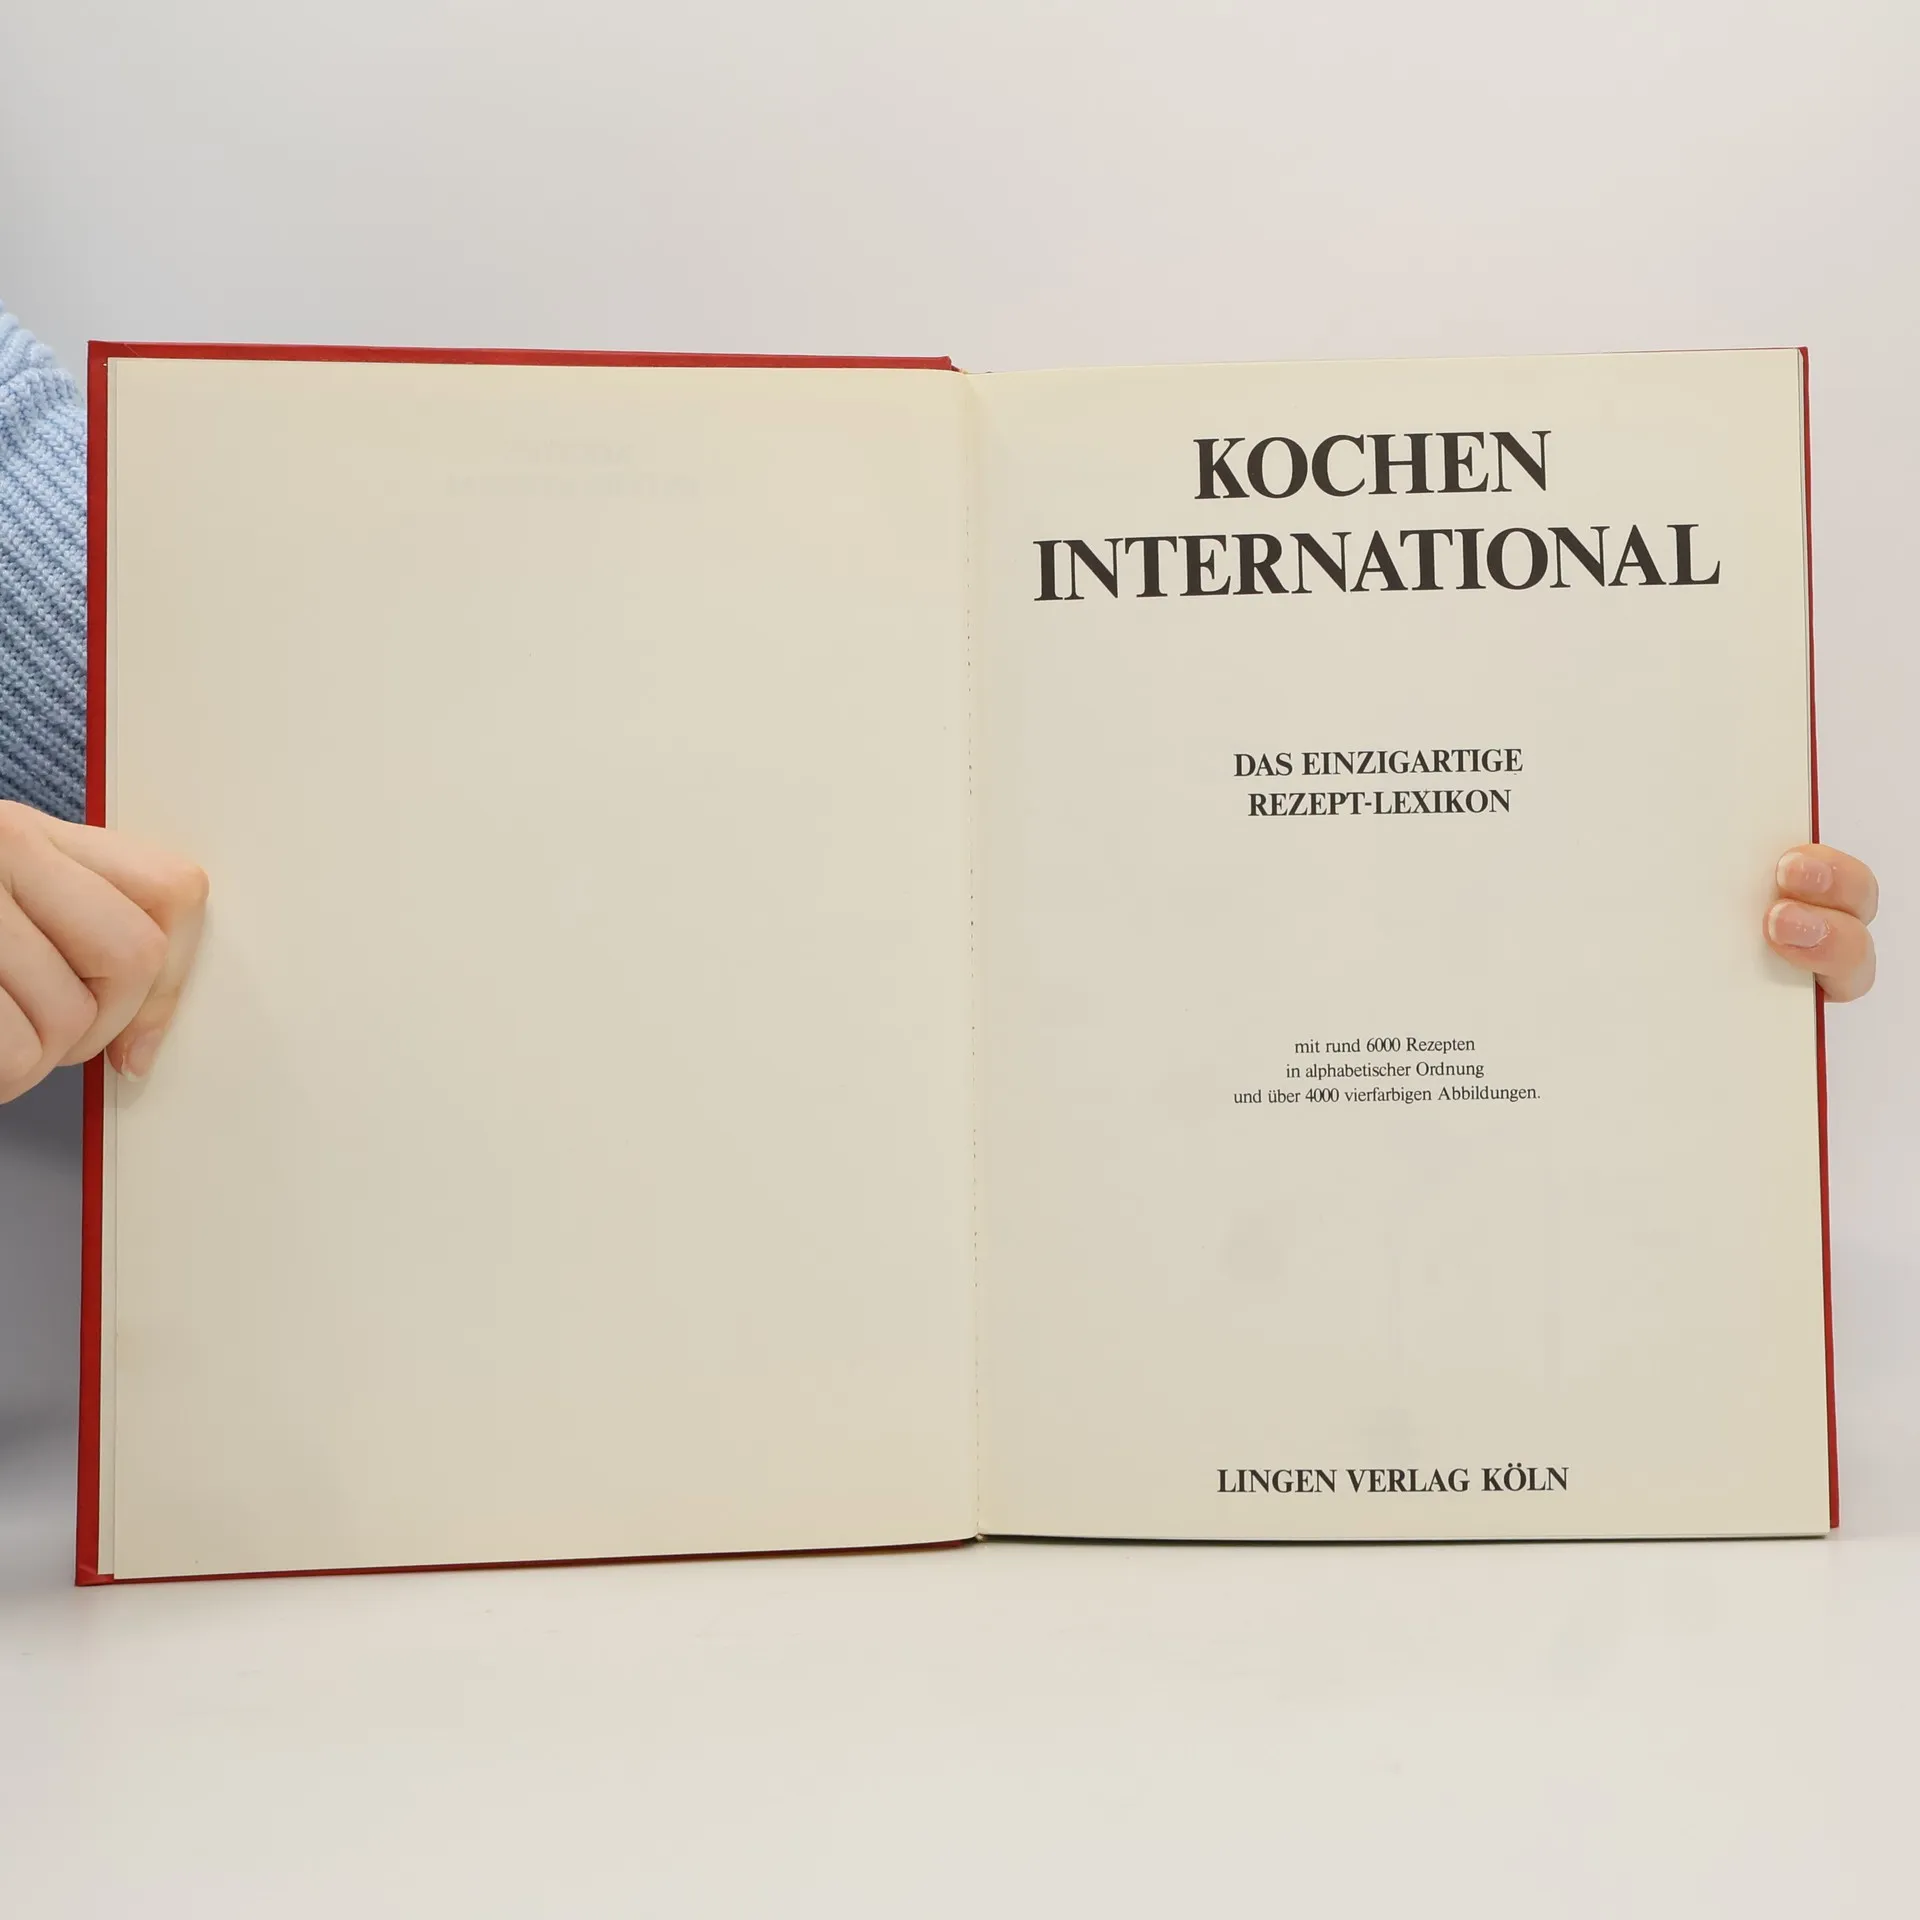 KOCHEN
INTERNATIONAL
DAS EINZIGARTIGE
REZEPT-LEXIKON
mit rund 6000 Rezepten
in alphabetischer Ordnung
und über 4000 vierfarbigen Abbildungen.
LINGEN VERLAG KÖLN